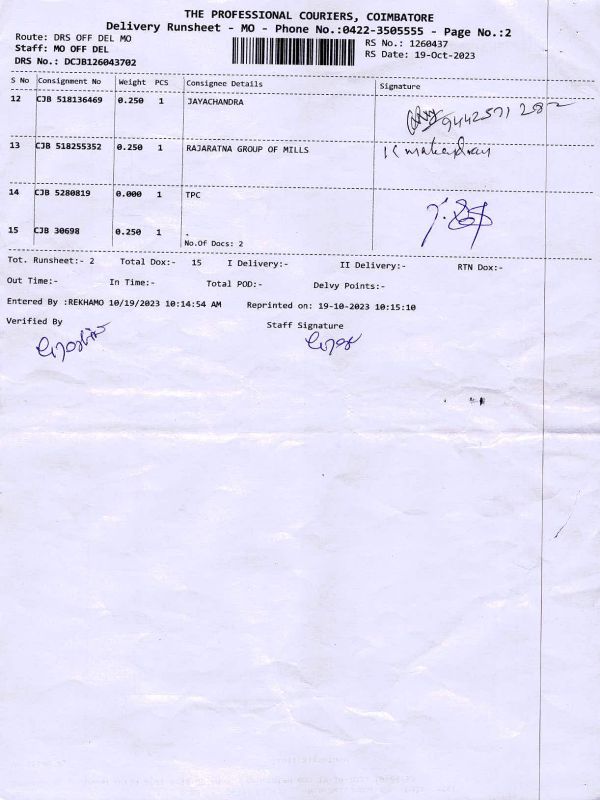 THE PROFESSIONAL COURIERS, COIMBATORE
Delivery Runsheet - MO - Phone No.:0422-3505555 - Page No.:2
Route: DRS OFF DEL MO RS No.: 1260437
Staff: MO OFF DEL RS Date: 19-Oct-2023
DRS No.: DCJB126043702
S No Consignment No Weight PCS Consignee Details Signature
12 CJB 518136469 0.250 1 JAYACHANDRA
13 CJB 518255352 0.250 1 RAJARATNA GROUP OF MILLS
14 CJB 5280819 0.000 1 TPC
15 CJB 30698 0.250 1 .
No.Of Docs: 2
Tot. Runsheet:- 2 Total Dox:- 15 I Delivery:- II Delivery:- RTN Dox:-
Out Time:- In Time:- Total POD:- Delvy Points:-
Entered By :REKHAMO 10/19/2023 10:14:54 AM Reprinted on: 19-10-2023 10:15:10
Verified By Staff Signature